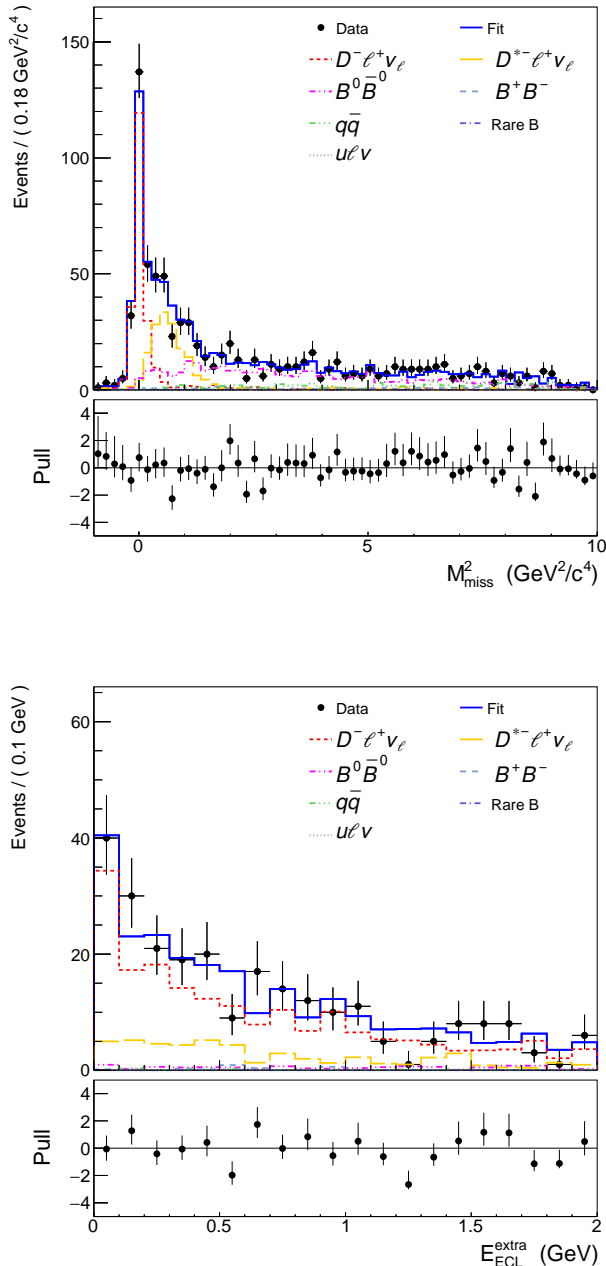 Events / ( 0.18 GeV²/c⁴)
150
100
50
0
Data
Fit
D⁻ℓ⁺ν_ℓ
D*⁻ℓ⁺ν_ℓ
B⁰B̅⁰
B⁺B⁻
qq̅
Rare B
uℓν
Pull
4
2
0
−2
−4
0 5 10
M²_miss (GeV²/c⁴)
Events / ( 0.1 GeV)
60
40
20
0
Data
Fit
D⁻ℓ⁺ν_ℓ
D*⁻ℓ⁺ν_ℓ
B⁰B̅⁰
B⁺B⁻
qq̅
Rare B
uℓν
Pull
4
2
0
−2
−4
0 0.5 1 1.5 2
E^extra_ECL (GeV)